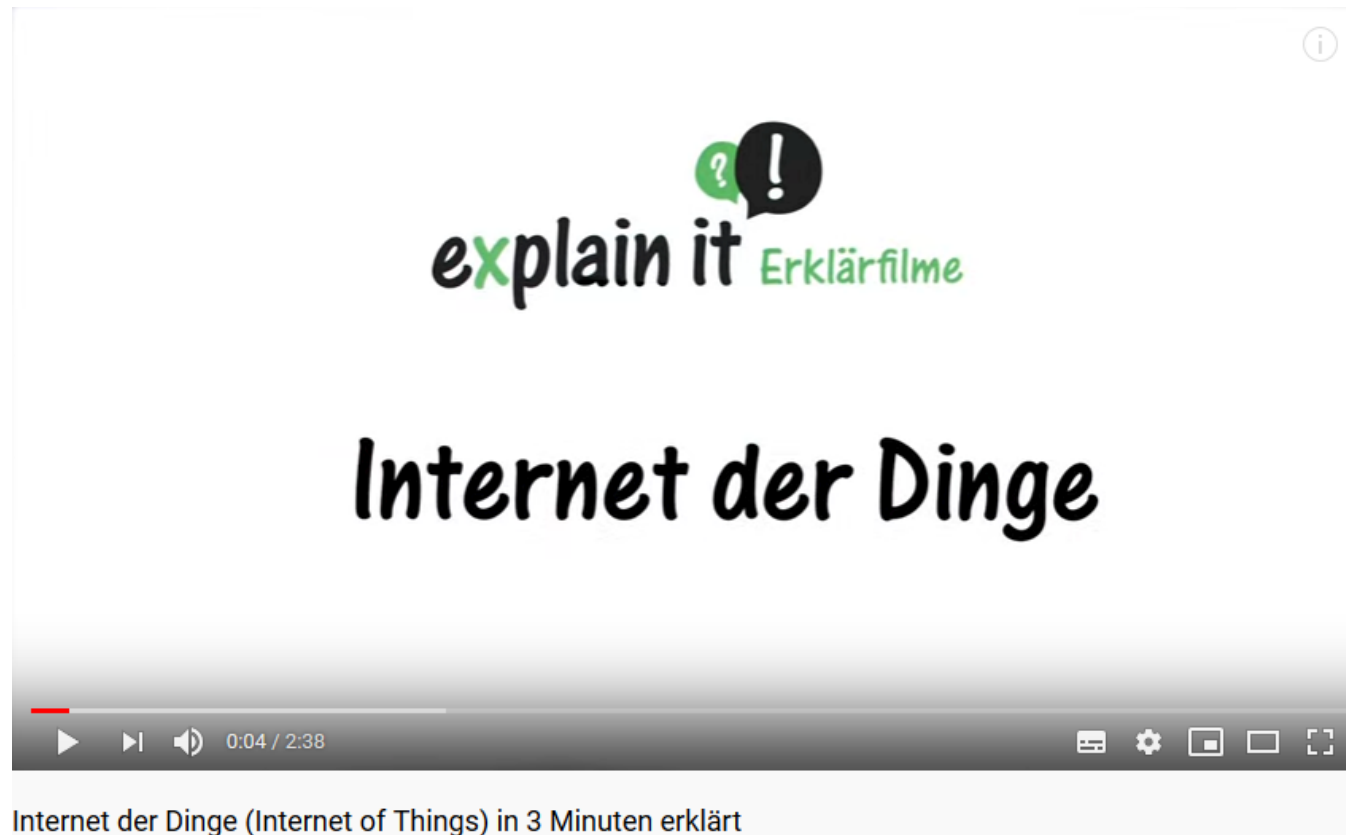 ? !
explain it Erklärfilme
Internet der Dinge
0:04 / 2:38
Internet der Dinge (Internet of Things) in 3 Minuten erklärt